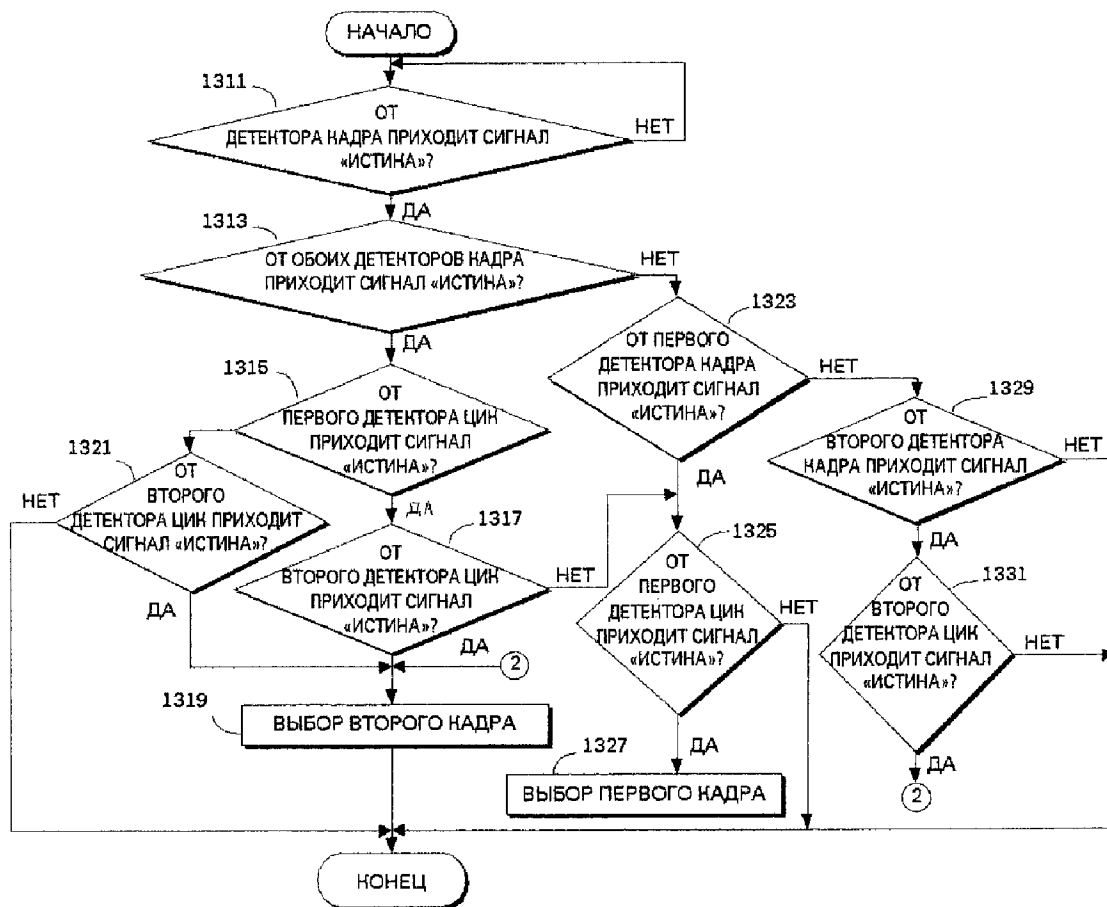 НАЧАЛО
1311
ОТ
ДЕТЕКТОРА КАДРА ПРИХОДИТ СИГНАЛ
«ИСТИНА»?
НЕТ
ДА
1313
ОТ ОБОИХ ДЕТЕКТОРОВ КАДРА
ПРИХОДИТ СИГНАЛ «ИСТИНА»?
НЕТ
ДА
1323
ОТ ПЕРВОГО
ДЕТЕКТОРА КАДРА
ПРИХОДИТ СИГНАЛ
«ИСТИНА»?
НЕТ
ДА
1315
ОТ
ПЕРВОГО ДЕТЕКТОРА ЦИК
ПРИХОДИТ СИГНАЛ
«ИСТИНА»?
ДА
1329
ОТ
ВТОРОГО ДЕТЕКТОРА
КАДРА ПРИХОДИТ СИГНАЛ
«ИСТИНА»?
НЕТ
ДА
1321
ОТ
ВТОРОГО
ДЕТЕКТОРА ЦИК ПРИХОДИТ
СИГНАЛ «ИСТИНА»?
НЕТ
ДА
1317
ОТ
ВТОРОГО ДЕТЕКТОРА ЦИК
ПРИХОДИТ СИГНАЛ
«ИСТИНА»?
НЕТ
ДА
1325
ОТ
ПЕРВОГО
ДЕТЕКТОРА ЦИК
ПРИХОДИТ СИГНАЛ
«ИСТИНА»?
НЕТ
ДА
1331
ОТ
ВТОРОГО
ДЕТЕКТОРА ЦИК
ПРИХОДИТ СИГНАЛ
«ИСТИНА»?
НЕТ
ДА
2
2
1319
ВЫБОР ВТОРОГО КАДРА
1327
ВЫБОР ПЕРВОГО КАДРА
КОНЕЦ